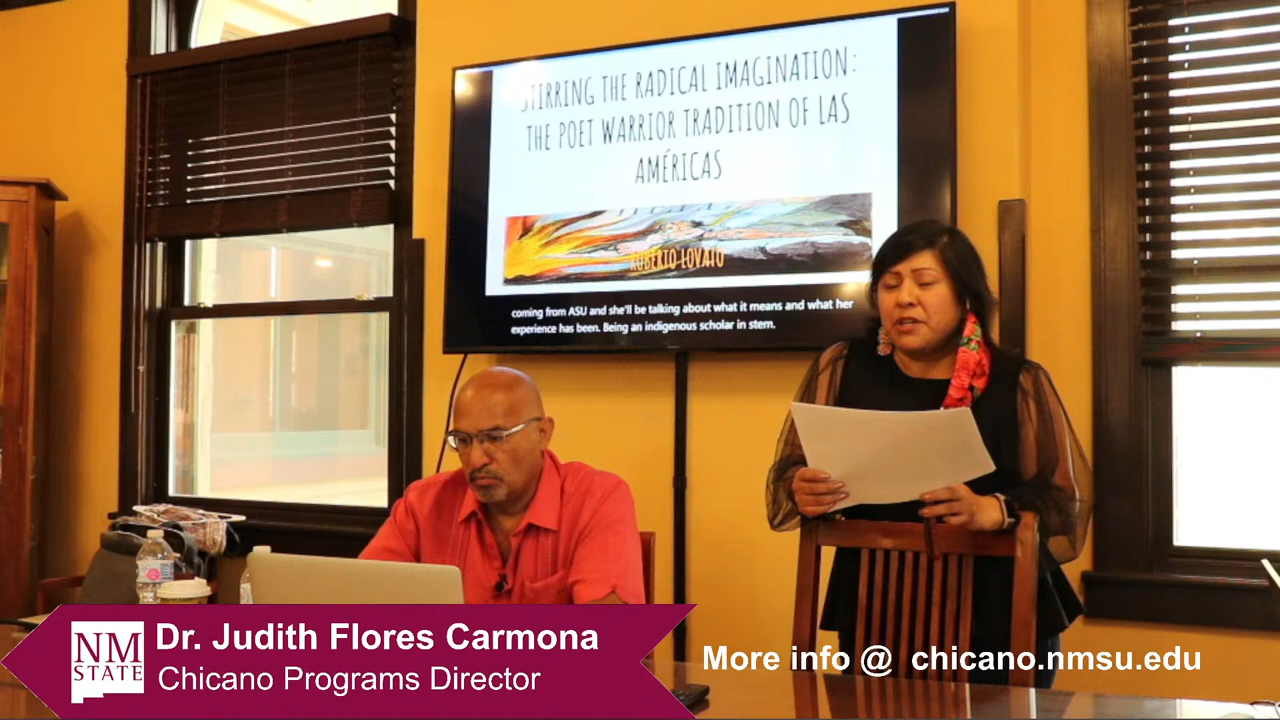 STIRRING THE RADICAL IMAGINATION:
THE POET WARRIOR TRADITION OF LAS
AMÉRICAS
ROBERTO LOVATO
coming from ASU and she'll be talking about what it means and what her
experience has been. Being an indigenous scholar in stem.
NM
STATE
Dr. Judith Flores Carmona
Chicano Programs Director
More info @ chicano.nmsu.edu